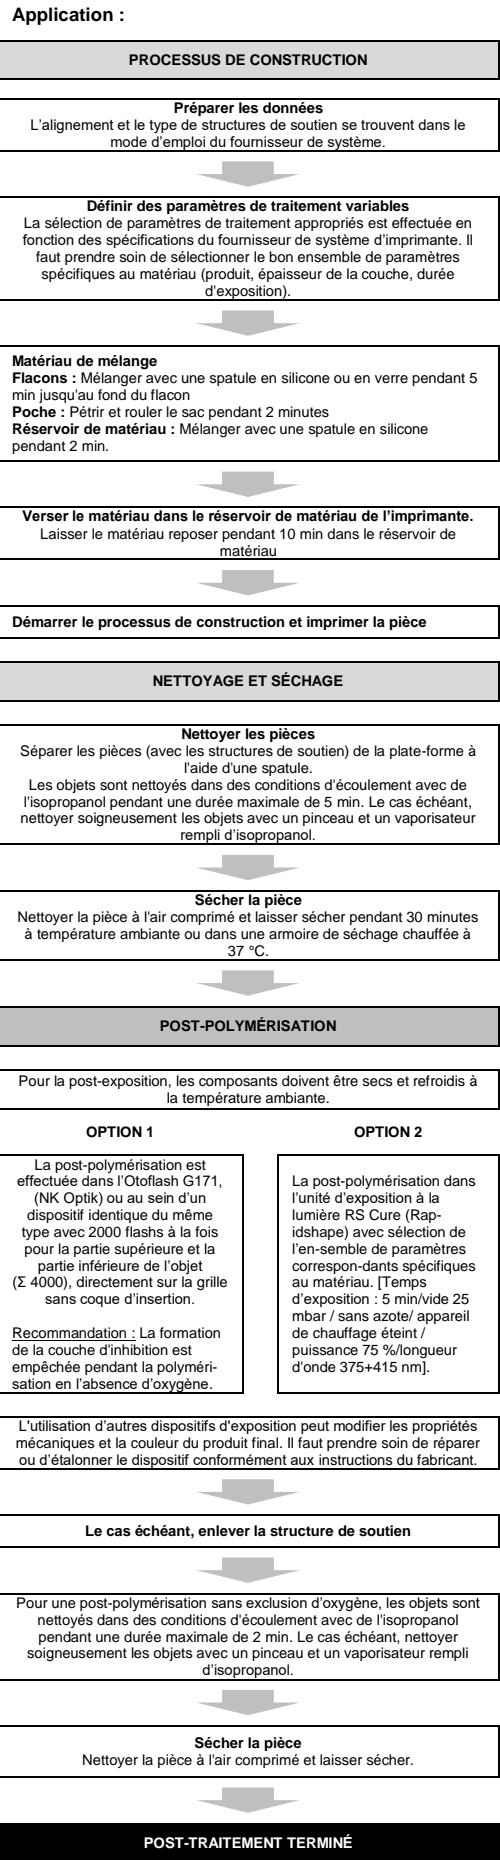 Application :
PROCESSUS DE CONSTRUCTION
Préparer les données
L'alignement et le type de structures de soutien se trouvent dans le
mode d'emploi du fournisseur de système.
Définir des paramètres de traitement variables
La sélection de paramètres de traitement appropriés est effectuée en
fonction des spécifications du fournisseur de système d'imprimante. Il
faut prendre soin de sélectionner le bon ensemble de paramètres
spécifiques au matériau (produit, épaisseur de la couche, durée
d'exposition).
Matériau de mélange
Flacons : Mélanger avec une spatule en silicone ou en verre pendant 5
min jusqu'au fond du flacon
Poche : Pétrir et rouler le sac pendant 2 minutes
Réservoir de matériau : Mélanger avec une spatule en silicone
pendant 2 min.
Verser le matériau dans le réservoir de matériau de l'imprimante.
Laisser le matériau reposer pendant 10 min dans le réservoir de
matériau
Démarrer le processus de construction et imprimer la pièce
NETTOYAGE ET SÉCHAGE
Nettoyer les pièces
Séparer les pièces (avec les structures de soutien) de la plate-forme à
l'aide d'une spatule.
Les objets sont nettoyés dans des conditions d'écoulement avec de
l'isopropanol pendant une durée maximale de 5 min. Le cas échéant,
nettoyer soigneusement les objets avec un pinceau et un vaporisateur
rempli d'isopropanol.
Sécher la pièce
Nettoyer la pièce à l'air comprimé et laisser sécher pendant 30 minutes
à température ambiante ou dans une armoire de séchage chauffée à
37 °C.
POST-POLYMÉRISATION
Pour la post-exposition, les composants doivent être secs et refroidis à
la température ambiante.
OPTION 1
La post-polymérisation est
effectuée dans l'Otoflash G171,
(NK Optik) ou au sein d'un
dispositif identique du même
type avec 2000 flashs à la fois
pour la partie supérieure et la
partie inférieure de l'objet
(Σ 4000), directement sur la grille
sans coque d'insertion.
Recommandation : La formation
de la couche d'inhibition est
empêchée pendant la polyméri-
sation en l'absence d'oxygène.
OPTION 2
La post-polymérisation dans
l'unité d'exposition à la
lumière RS Cure (Rap-
idshape) avec sélection de
l'en-semble de paramètres
correspon-dants spécifiques
au matériau. [Temps
d'exposition : 5 min/vide 25
mbar / sans azote/ appareil
de chauffage éteint /
puissance 75 %/longueur
d'onde 375+415 nm].
L'utilisation d'autres dispositifs d'exposition peut modifier les propriétés
mécaniques et la couleur du produit final. Il faut prendre soin de réparer
ou d'étalonner le dispositif conformément aux instructions du fabricant.
Le cas échéant, enlever la structure de soutien
Pour une post-polymérisation sans exclusion d'oxygène, les objets sont
nettoyés dans des conditions d'écoulement avec de l'isopropanol
pendant une durée maximale de 2 min. Le cas échéant, nettoyer
soigneusement les objets avec un pinceau et un vaporisateur rempli
d'isopropanol.
Sécher la pièce
Nettoyer la pièce à l'air comprimé et laisser sécher.
POST-TRAITEMENT TERMINÉ